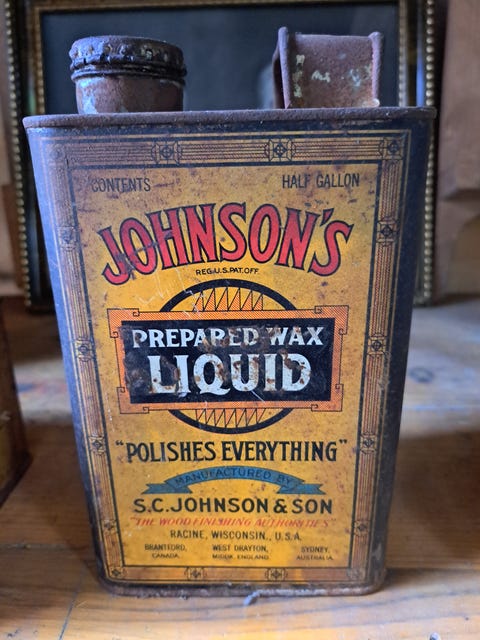 CONTENTS HALF GALLON
JOHNSON'S
REG.U.S.PAT.OFF.
PREPARED WAX
LIQUID
"POLISHES EVERYTHING"
MANUFACTURED BY
S.C.JOHNSON & SON
"THE WOOD FINISHING AUTHORITIES"
RACINE, WISCONSIN., U.S.A.
BRANTFORD, WEST DRAYTON, SYDNEY,
CANADA. MIDDX. ENGLAND. AUSTRALIA.